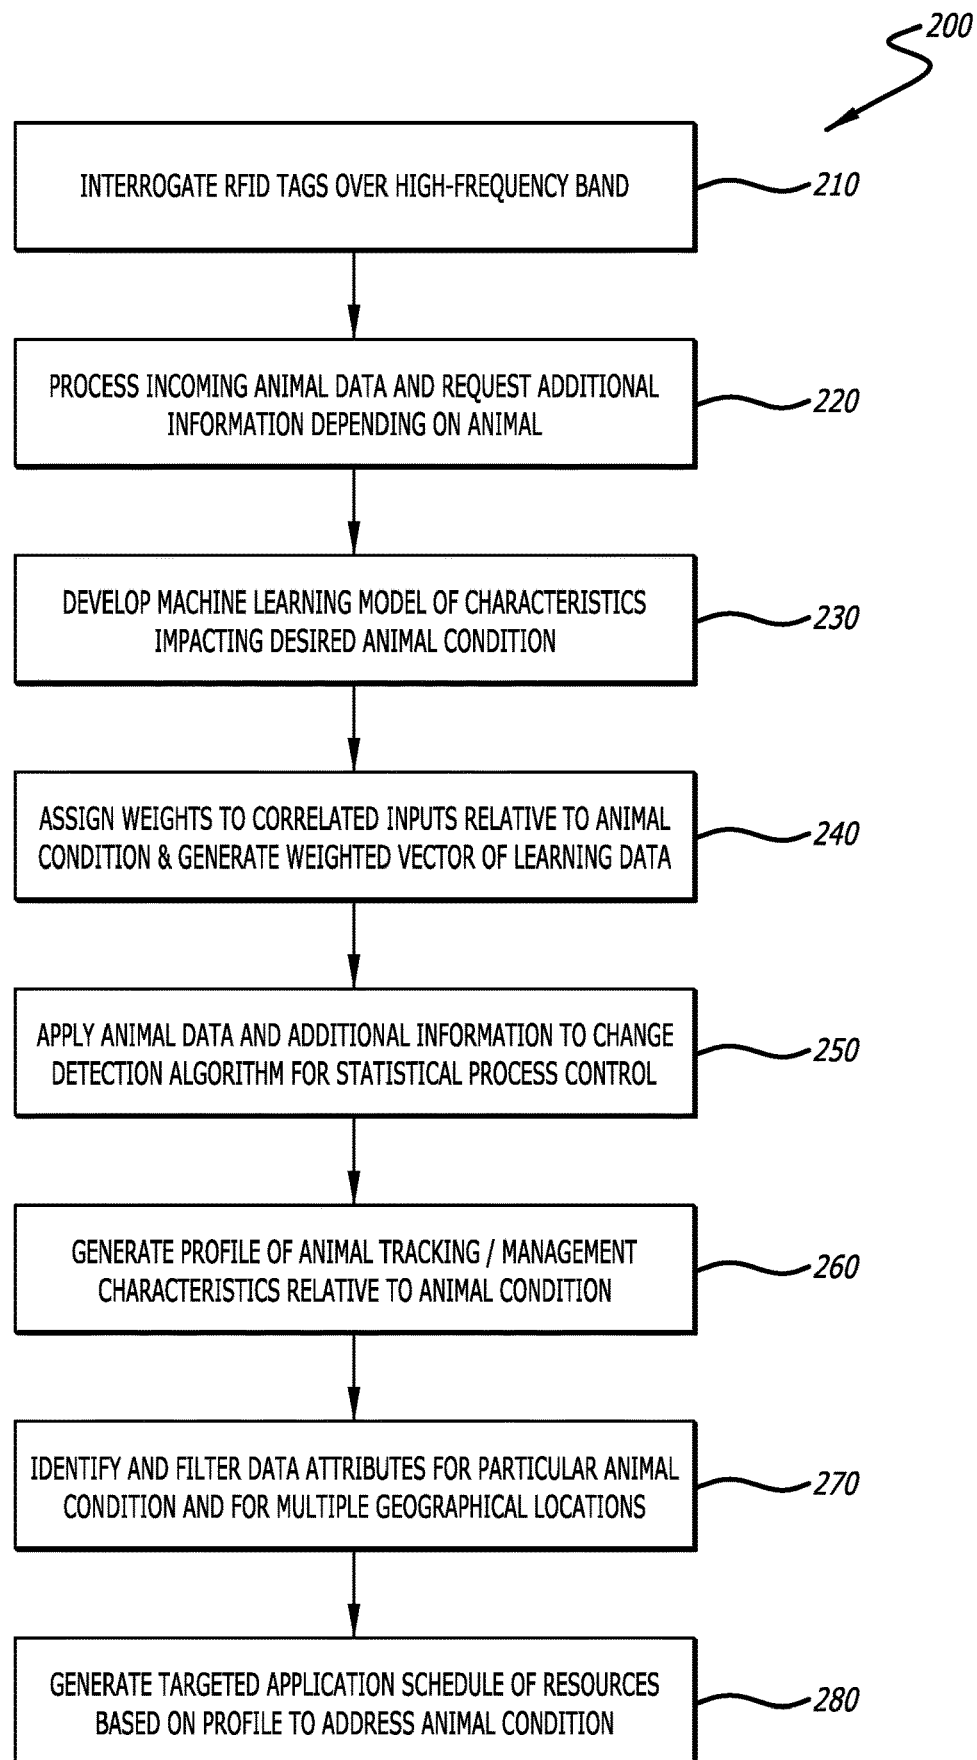 200
INTERROGATE RFID TAGS OVER HIGH-FREQUENCY BAND
210
PROCESS INCOMING ANIMAL DATA AND REQUEST ADDITIONAL
INFORMATION DEPENDING ON ANIMAL
220
DEVELOP MACHINE LEARNING MODEL OF CHARACTERISTICS
IMPACTING DESIRED ANIMAL CONDITION
230
ASSIGN WEIGHTS TO CORRELATED INPUTS RELATIVE TO ANIMAL
CONDITION & GENERATE WEIGHTED VECTOR OF LEARNING DATA
240
APPLY ANIMAL DATA AND ADDITIONAL INFORMATION TO CHANGE
DETECTION ALGORITHM FOR STATISTICAL PROCESS CONTROL
250
GENERATE PROFILE OF ANIMAL TRACKING / MANAGEMENT
CHARACTERISTICS RELATIVE TO ANIMAL CONDITION
260
IDENTIFY AND FILTER DATA ATTRIBUTES FOR PARTICULAR ANIMAL
CONDITION AND FOR MULTIPLE GEOGRAPHICAL LOCATIONS
270
GENERATE TARGETED APPLICATION SCHEDULE OF RESOURCES
BASED ON PROFILE TO ADDRESS ANIMAL CONDITION
280